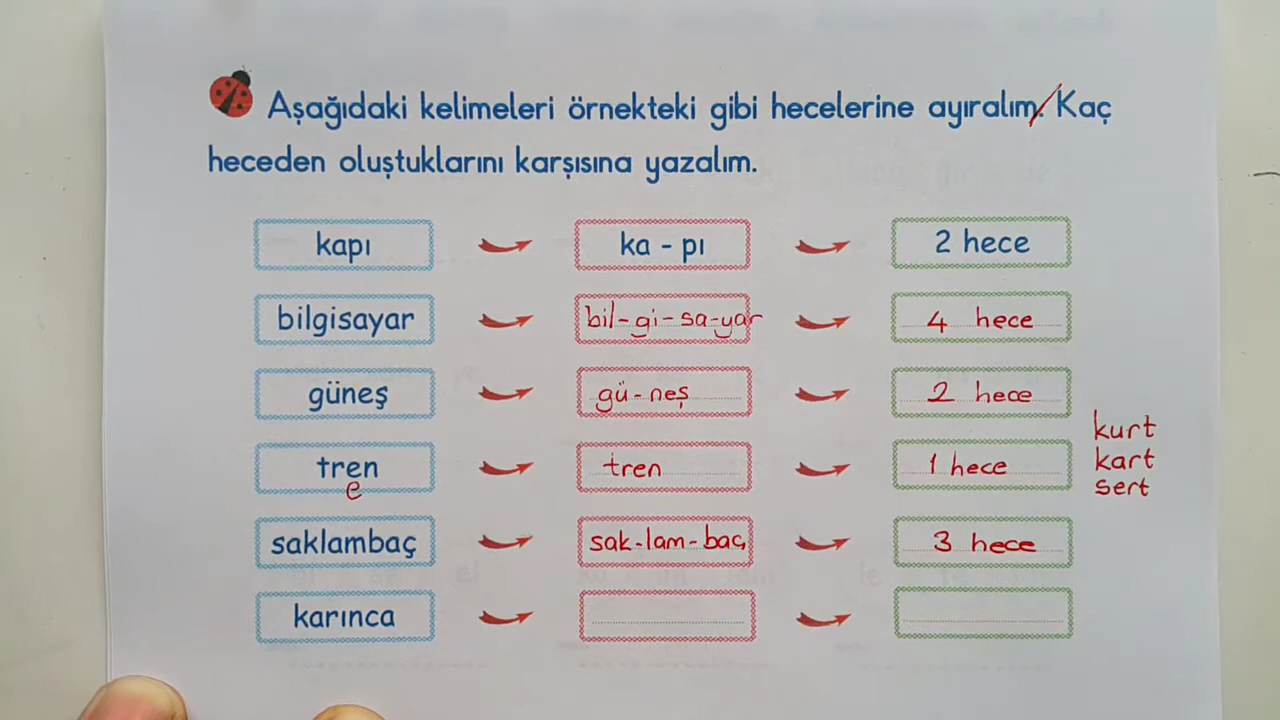 Aşağıdaki kelimeleri örnekteki gibi hecelerine ayıralım. Kaç
heceden oluştuklarını karşısına yazalım.
kapı ka - pı 2 hece
bilgisayar bil-gi-sa-yar 4 hece
güneş gü-neş 2 hece
kurt
tren tren 1 hece kart
e sert
saklambaç sak-lam-baç 3 hece
karınca